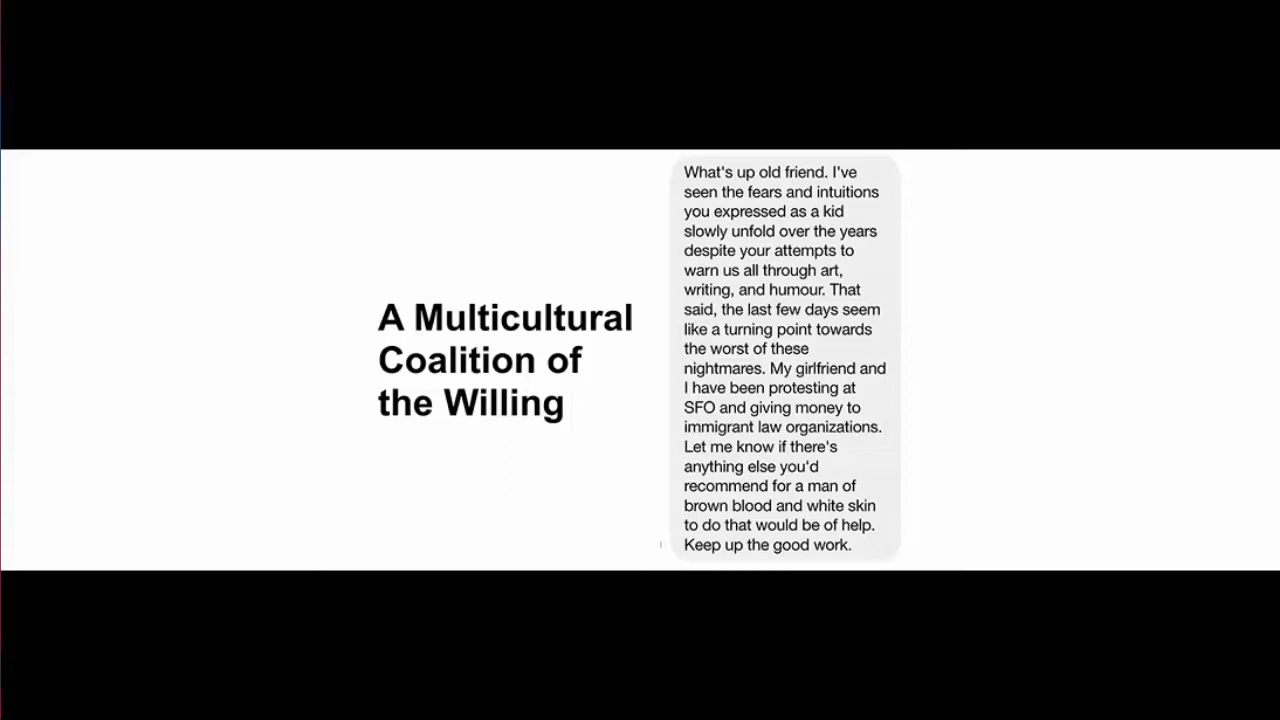 A Multicultural
Coalition of
the Willing
What's up old friend. I've
seen the fears and intuitions
you expressed as a kid
slowly unfold over the years
despite your attempts to
warn us all through art,
writing, and humour. That
said, the last few days seem
like a turning point towards
the worst of these
nightmares. My girlfriend and
I have been protesting at
SFO and giving money to
immigrant law organizations.
Let me know if there's
anything else you'd
recommend for a man of
brown blood and white skin
to do that would be of help.
Keep up the good work.